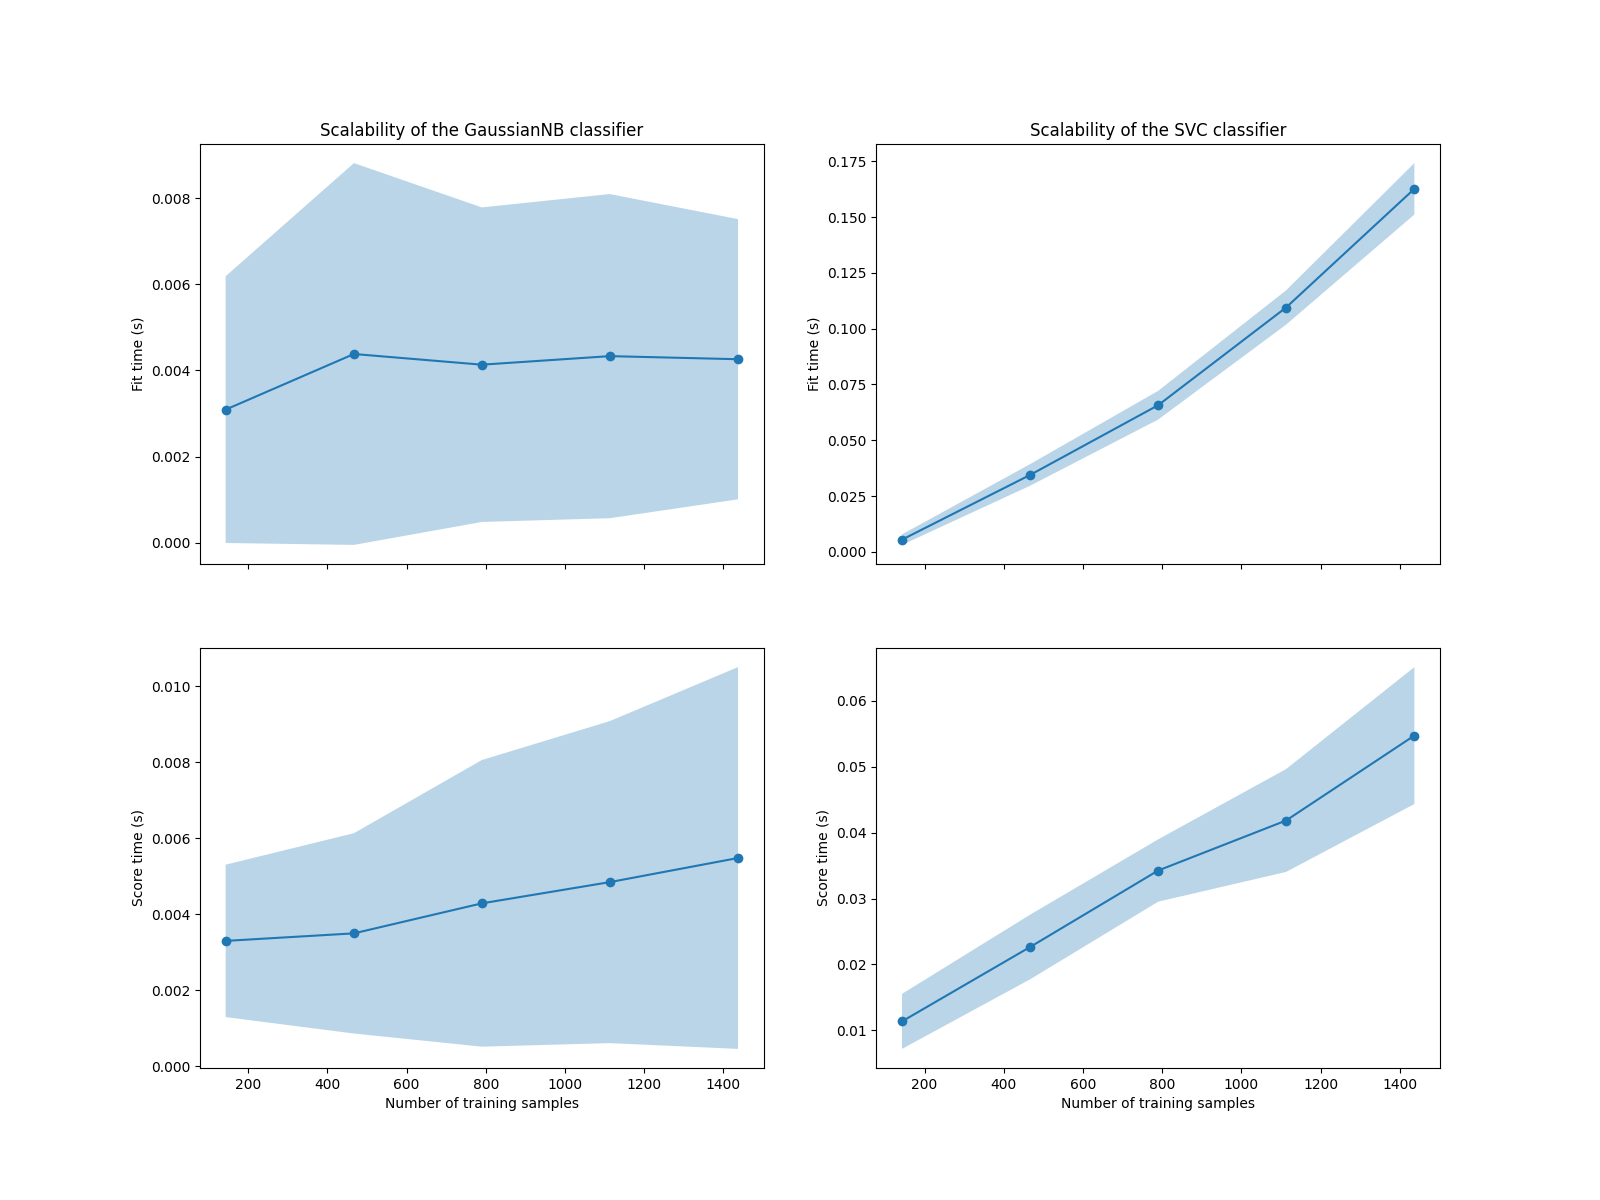 Scalability of the GaussianNB classifier
Fit time (s)
0.008
0.006
0.004
0.002
0.000
Scalability of the SVC classifier
Fit time (s)
0.175
0.150
0.125
0.100
0.075
0.050
0.025
0.000
Score time (s)
0.010
0.008
0.006
0.004
0.002
0.000
200 400 600 800 1000 1200 1400
Number of training samples
Score time (s)
0.06
0.05
0.04
0.03
0.02
0.01
200 400 600 800 1000 1200 1400
Number of training samples